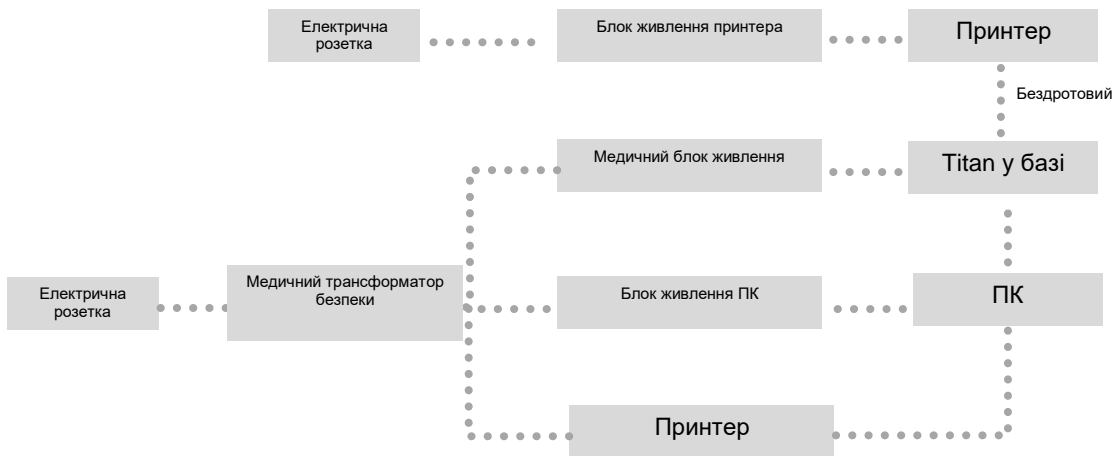 Електрична
розетка
Блок живлення принтера
Принтер
Бездротовий
Медичний блок живлення
Titan у базі
Електрична
розетка
Медичний трансформатор
безпеки
Блок живлення ПК
ПК
Принтер